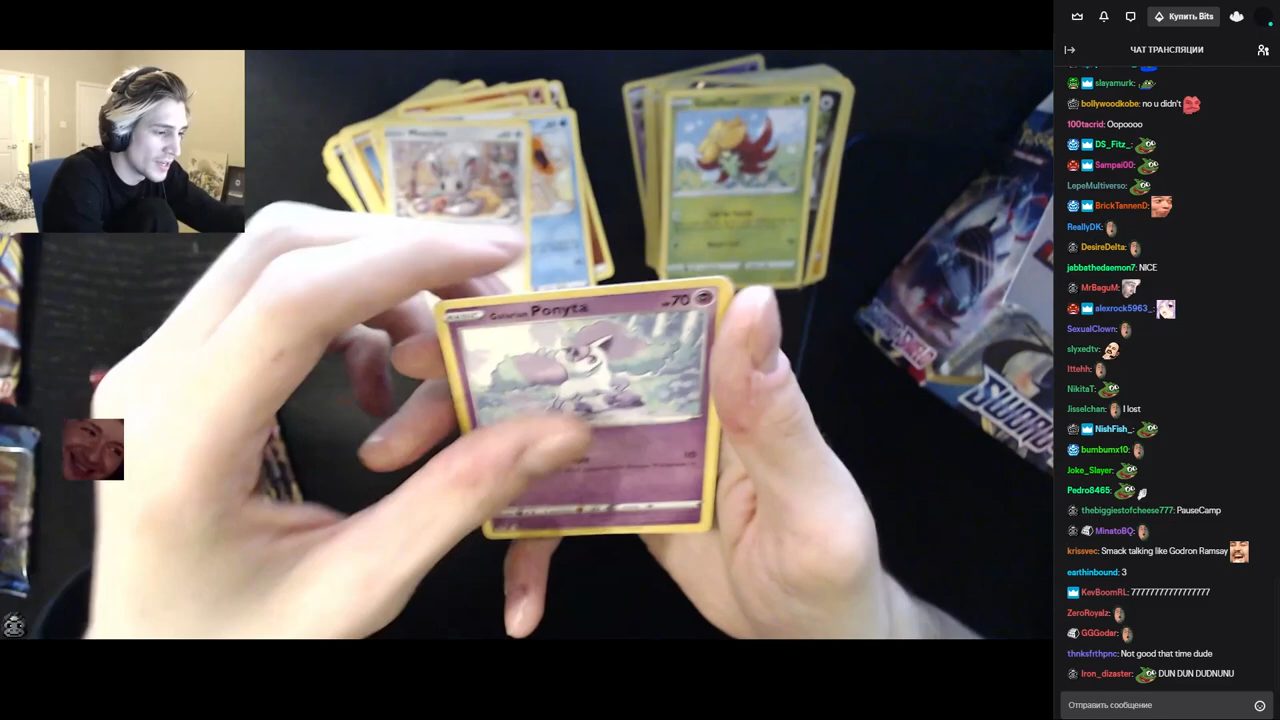 Купить Bits
ЧАТ ТРАНСЛЯЦИИ
slayamurk:
bollywoodkobe: no u didn't
100tacrid: Oopoooo
DS_Fitz_:
Sampai00:
LepeMultiverso:
BrickTannenD:
ReallyDK:
DesireDelta:
jabbathedaemon7: NICE
MrBaguM:
alexrock5963_:
SexualClown:
slyxedtv:
Ittehh:
NikitaT:
Jisselchan: I lost
NishFish_:
bumbumx10:
Joke_Slayer:
Pedro8465:
thebiggiestofcheese777: PauseCamp
MinatoBQ:
krissvec: Smack talking like Godron Ramsay
earthinbound: 3
KevBoomRL: 77777777777777777
ZeroRoyalz:
GGGodar:
thnksfrthpnc: Not good that time dude
Iron_dizaster: DUN DUN DUDNUNU
Отправить сообщение
Galarian Ponyta 70
SWORD